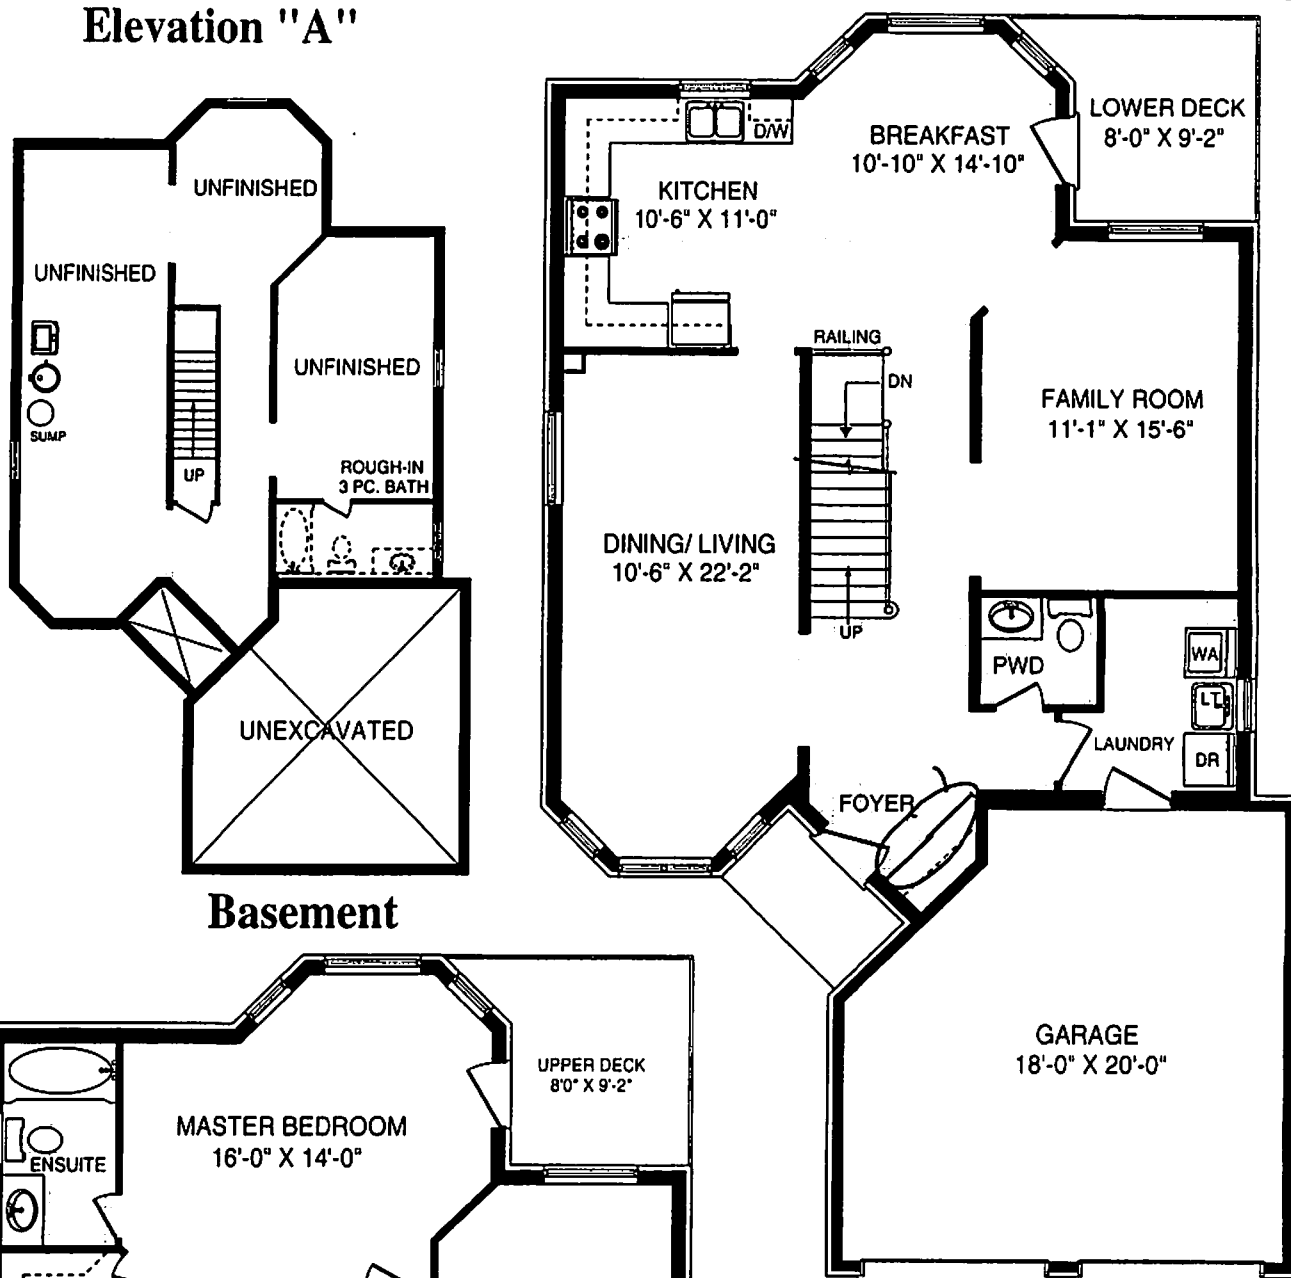 Elevation "A"
UNFINISHED
UNFINISHED
UNFINISHED
SUMP
UP
ROUGH-IN
3 PC. BATH
UNEXCAVATED
Basement
D/W
KITCHEN
10'-6" X 11'-0"
BREAKFAST
10'-10" X 14'-10"
LOWER DECK
8'-0" X 9'-2"
RAILING
DN
FAMILY ROOM
11'-1" X 15'-6"
DINING/ LIVING
10'-6" X 22'-2"
UP
PWD
WA
LT
DR
LAUNDRY
FOYER
GARAGE
18'-0" X 20'-0"
UPPER DECK
8'0" X 9'-2"
MASTER BEDROOM
16'-0" X 14'-0"
ENSUITE